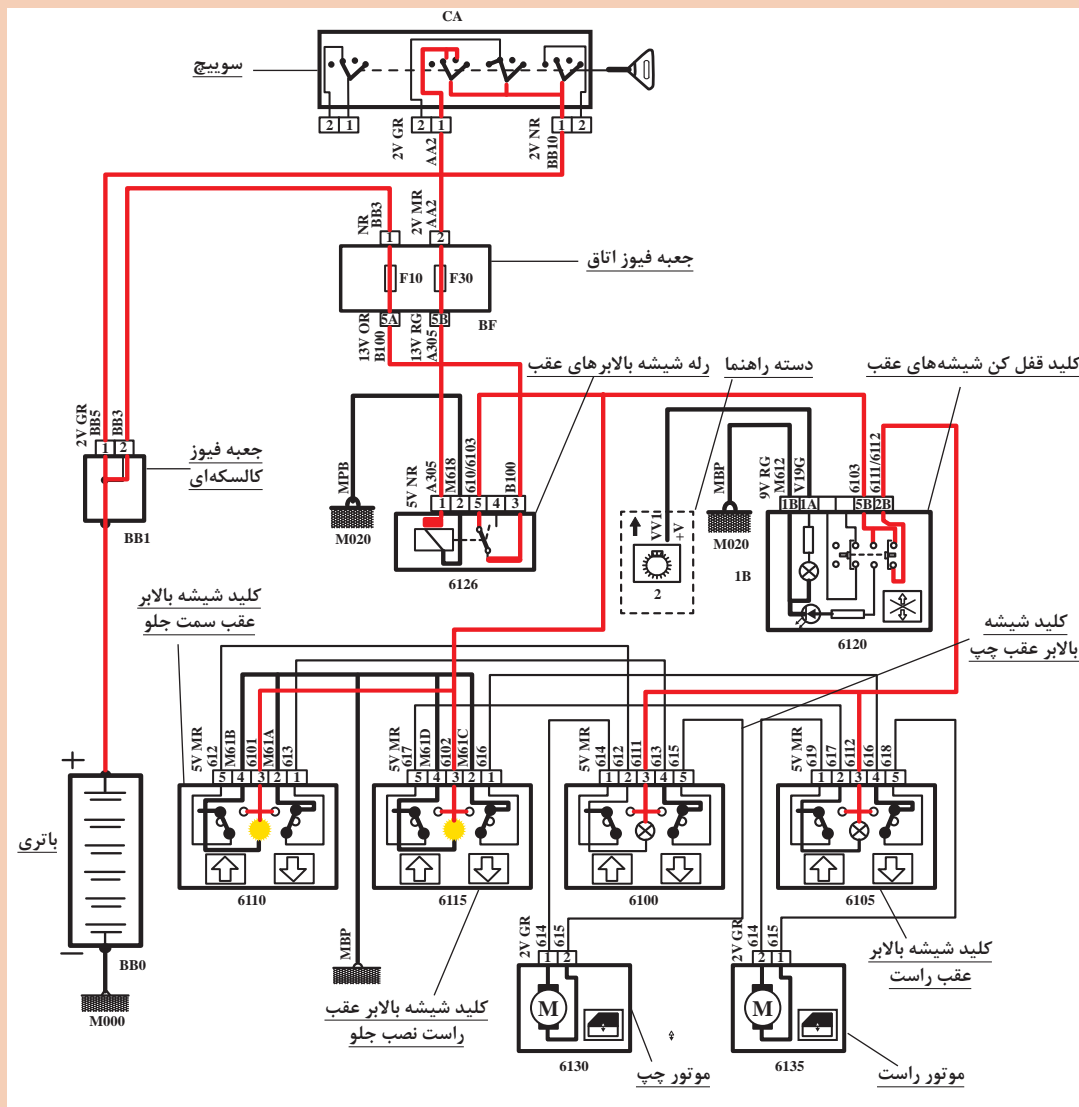 CA
سوییچ
2 1
2 1
1 2
2V GR
AA2
2V NR
BB10
NR
BB3
2V MR
AA2
1
2
F10
F30
جعبه فیوز اتاق
5A
5B
BF
13V OR
B100
13V RG
A305
رله شیشه بالابرهای عقب
دسته راهنما
کلید قفل کن شیشه‌های عقب
2V GR
BB5
BB3
1 2
جعبه فیوز
کالسکه‌ای
BB1
MPB
M020
5V NR
A305
M618
610/6103
B100
1 2 5 4 3
6126
VV1
+V
2
MBP
M020
1B
9V RG
M612
V19G
6103
6111/6112
1B 1A 5B 2B
6120
کلید شیشه بالابر
عقب سمت جلو
کلید شیشه
بالابر عقب چپ
5V MR
612
M61B
6101
M61A
613
5 4 3 2 1
6110
5V MR
617
M61D
6102
M61C
616
5 4 3 2 1
6115
5V MR
614
612
6111
613
615
1 2 3 4 5
6100
5V MR
619
617
6112
616
618
1 2 3 4 5
6105
+
باتری
–
BB0
M000
MBP
کلید شیشه بالابر عقب
راست نصب جلو
2V GR
614
615
1 2
M
6130
موتور چپ
2V GR
614
615
2 1
M
6135
موتور راست
کلید شیشه بالابر
عقب راست